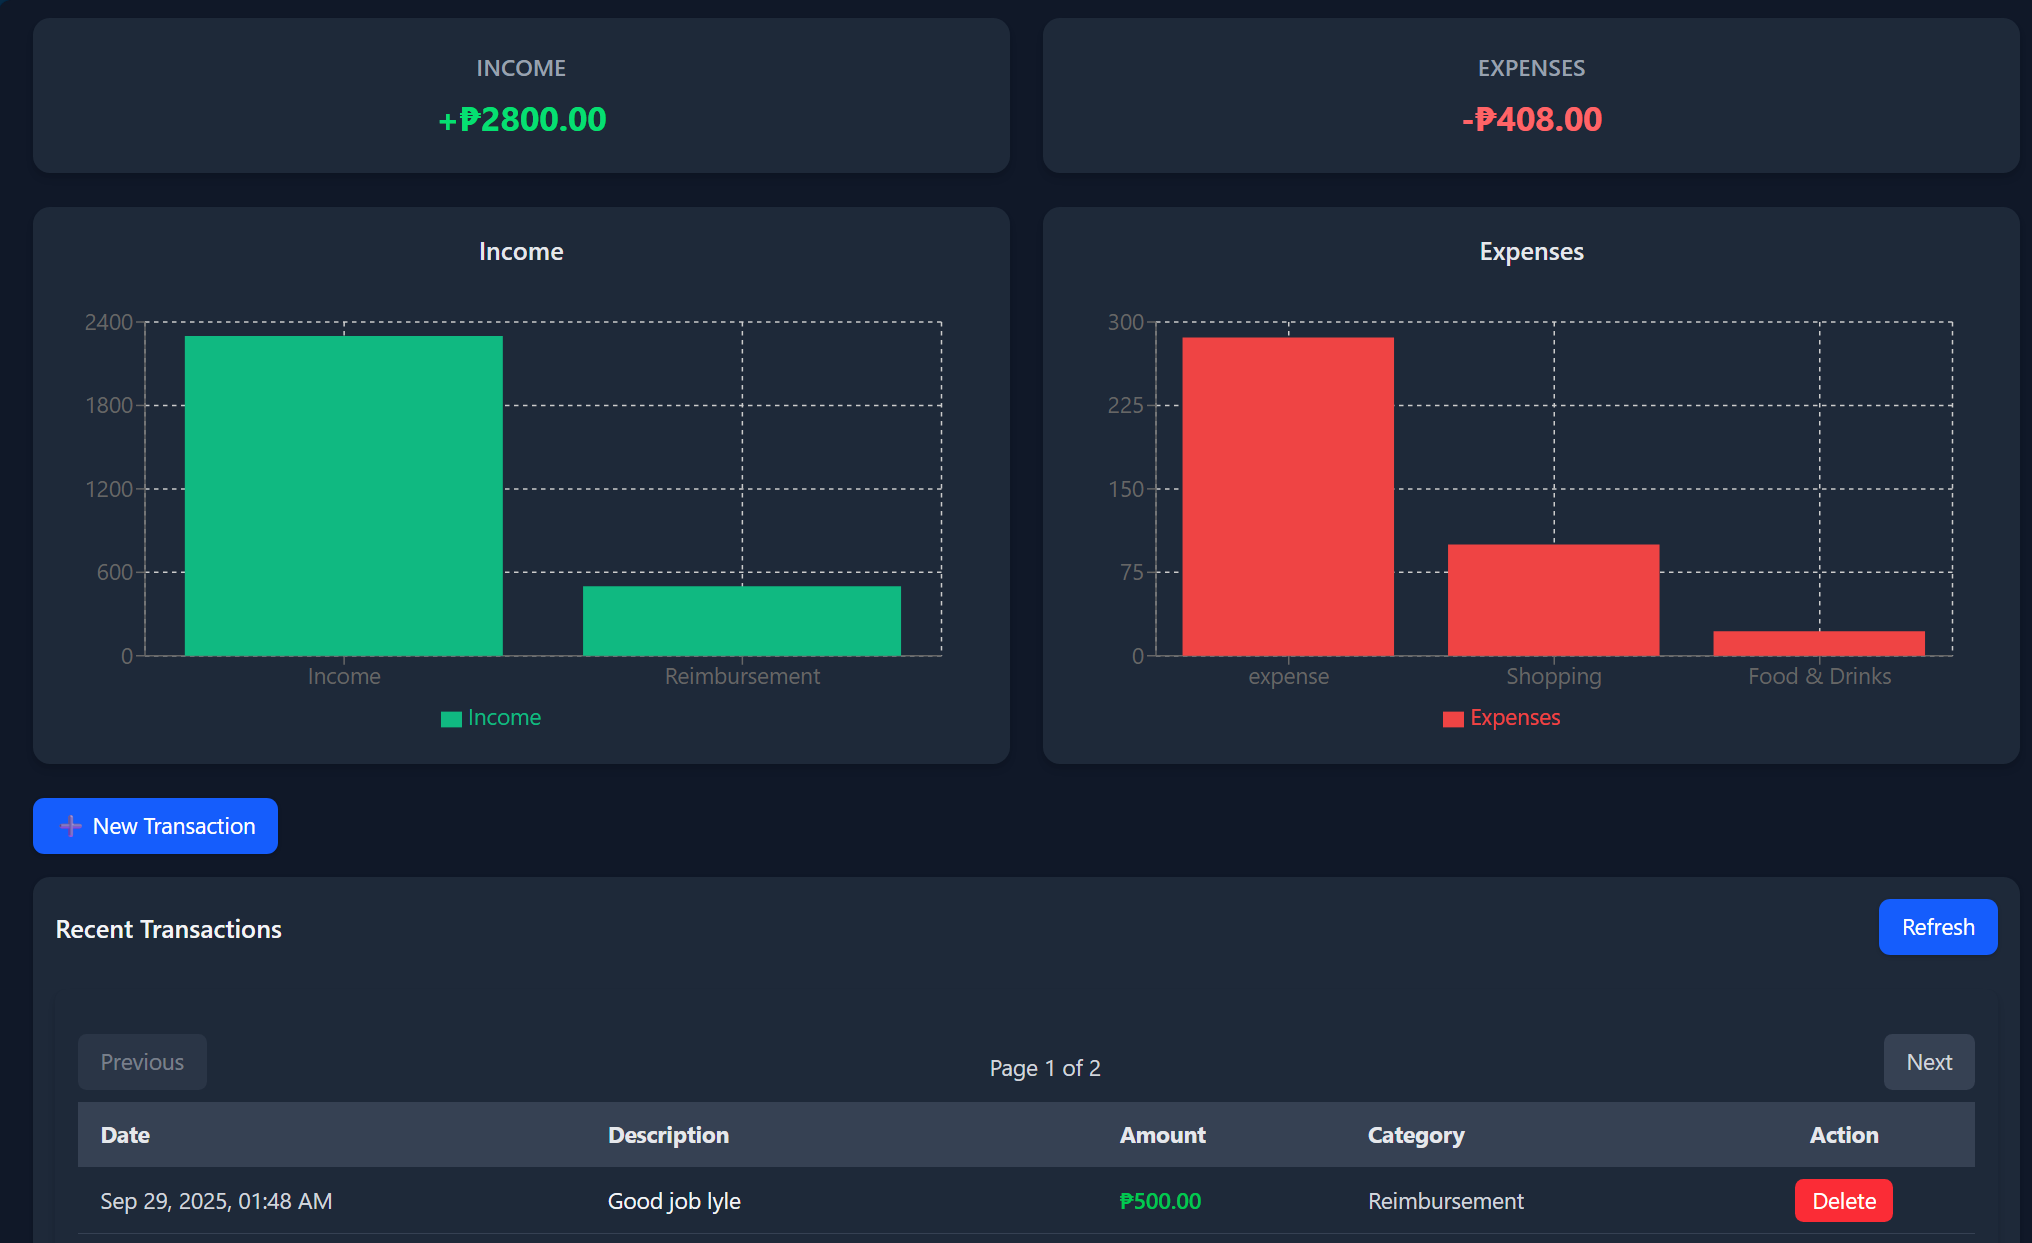 INCOME
+₱2800.00
EXPENSES
-₱408.00
Income
2400
1800
1200
600
0
Income Reimbursement
Income
Expenses
300
225
150
75
0
expense Shopping Food & Drinks
Expenses
➕ New Transaction
Recent Transactions
Refresh
Previous
Page 1 of 2
Next
Date Description Amount Category Action
Sep 29, 2025, 01:48 AM Good job lyle ₱500.00 Reimbursement Delete